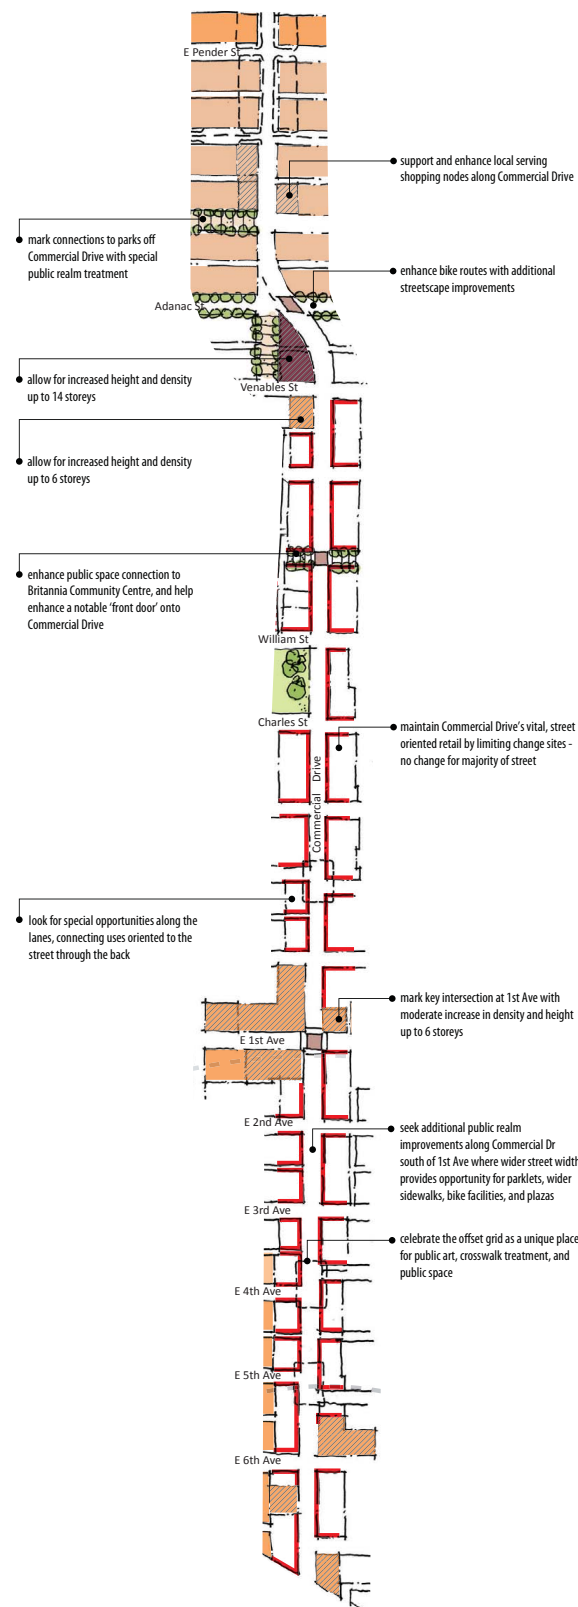 E Pender St
support and enhance local serving
shopping nodes along Commercial Drive
mark connections to parks off
Commercial Drive with special
public realm treatment
enhance bike routes with additional
streetscape improvements
Adanac St
allow for increased height and density
up to 14 storeys
Venables St
allow for increased height and density
up to 6 storeys
enhance public space connection to
Britannia Community Centre, and help
enhance a notable ‘front door’ onto
Commercial Drive
William St
Charles St
maintain Commercial Drive’s vital, street
oriented retail by limiting change sites -
no change for majority of street
Commercial Drive
look for special opportunities along the
lanes, connecting uses oriented to the
street through the back
mark key intersection at 1st Ave with
moderate increase in density and height
up to 6 storeys
E 1st Ave
E 2nd Ave
seek additional public realm
improvements along Commercial Dr
south of 1st Ave where wider street width
provides opportunity for parklets, wider
sidewalks, bike facilities, and plazas
E 3rd Ave
celebrate the offset grid as a unique place
for public art, crosswalk treatment, and
public space
E 4th Ave
E 5th Ave
E 6th Ave